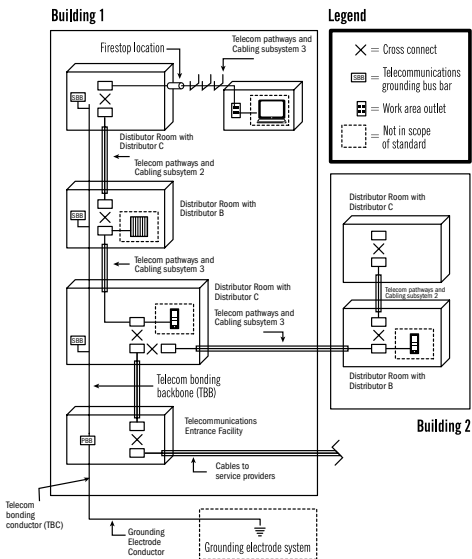 Building 1
Legend
Firestop location
Telecom pathways and
Cabling subsystem 3
SBB
Distibutor Room with
Distributor C
Telecom pathways and
Cabling subsytem 2
SBB
Distributor Room with
Distributor B
Telecom pathways and
Cabling subsystem 3
Distributor Room with
Distributor C
Telecom pathways and
Cabling subsytem 3
SBB
Telecom bonding
backbone (TBB)
Telecommunications
Entrance Facility
PBB
Cables to
service providers
Telecom
bonding
conductor (TBC)
Grounding
Electrode
Conductor
Grounding electrode system
= Cross connect
SBB = Telecommunications
grounding bus bar
= Work area outlet
= Not in scope
of standard
Distributor Room with
Distributor C
Telecom pathways and
Cabling subsystem 2
Distributor Room with
Distributor B
Building 2